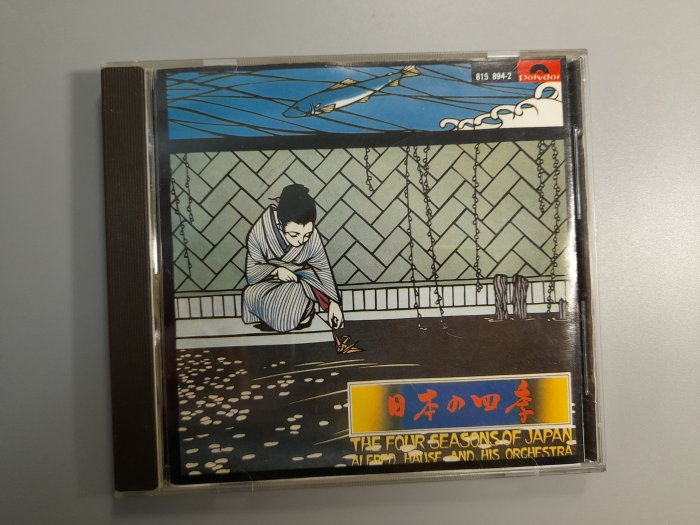 815 894-2
polydor
日本の四季
THE FOUR SEASONS OF JAPAN
ALFRED HAUSE AND HIS ORCHESTRA